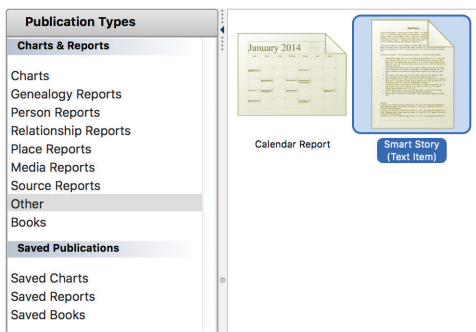 Publication Types
Charts & Reports
Charts
Genealogy Reports
Person Reports
Relationship Reports
Place Reports
Media Reports
Source Reports
Other
Books
Saved Publications
Saved Charts
Saved Reports
Saved Books
January 2014
Calendar Report
Smart Story
(Text Item)